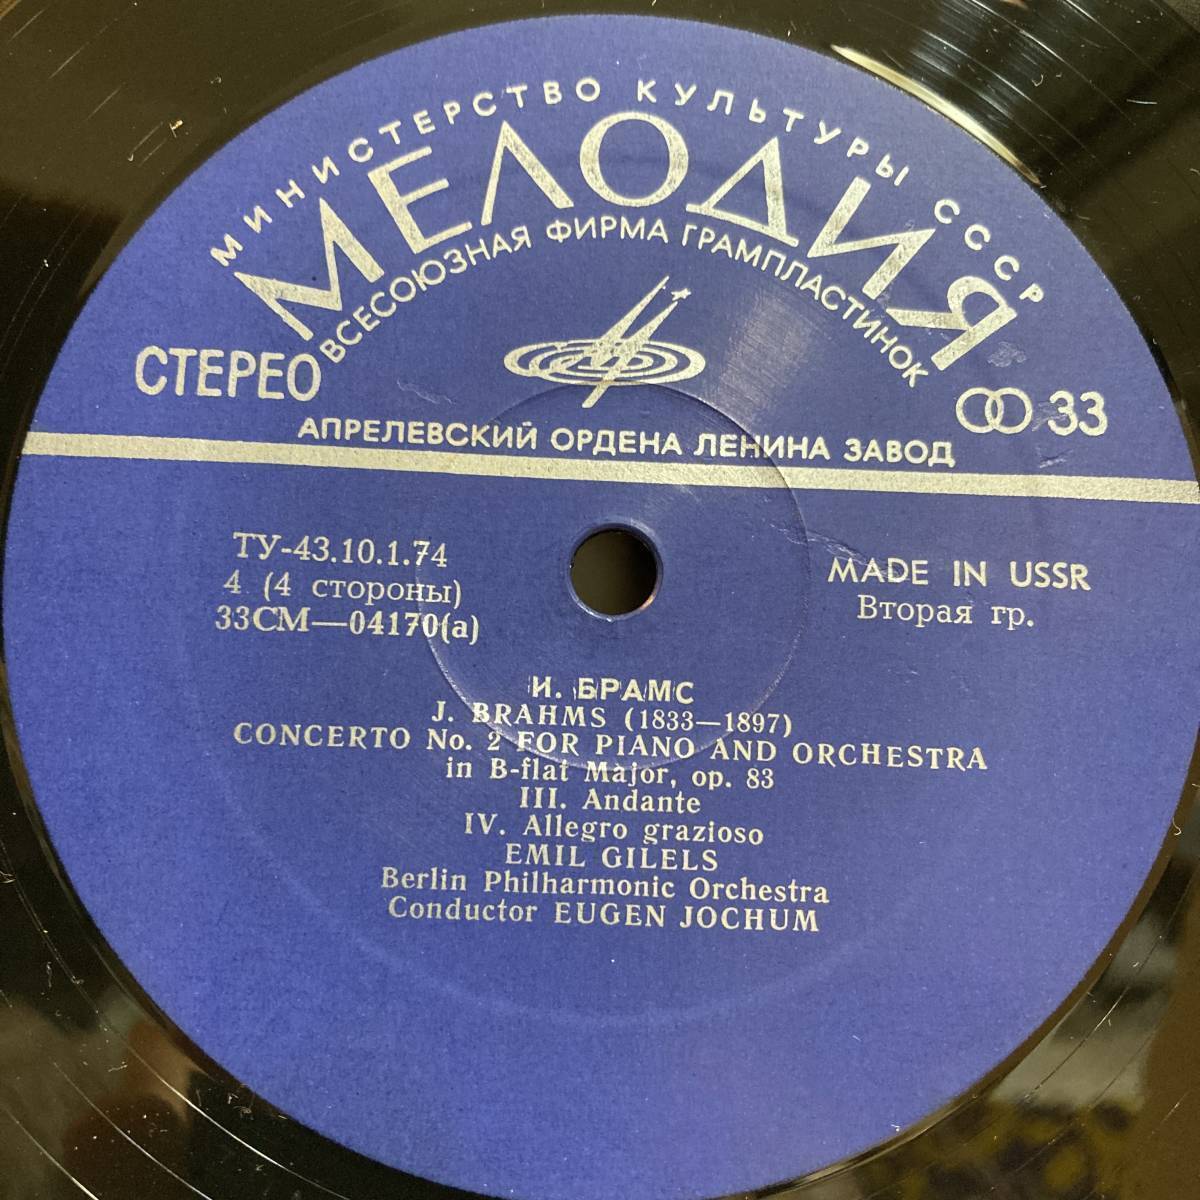 МИНИСТЕРСТВО КУЛЬТУРЫ СССР
МЕЛОДИЯ
ВСЕСОЮЗНАЯ ФИРМА ГРАМПЛАСТИНОК
СТЕРЕО
33
АПРЕЛЕВСКИЙ ОРДЕНА ЛЕНИНА ЗАВОД
ТУ-43.10.1.74
4 (4 стороны)
33СМ—04170(а)
MADE IN USSR
Вторая гр.
И. БРАМС
J. BRAHMS (1833—1897)
CONCERTO No. 2 FOR PIANO AND ORCHESTRA
in B-flat Major, op. 83
III. Andante
IV. Allegro grazioso
EMIL GILELS
Berlin Philharmonic Orchestra
Conductor EUGEN JOCHUM